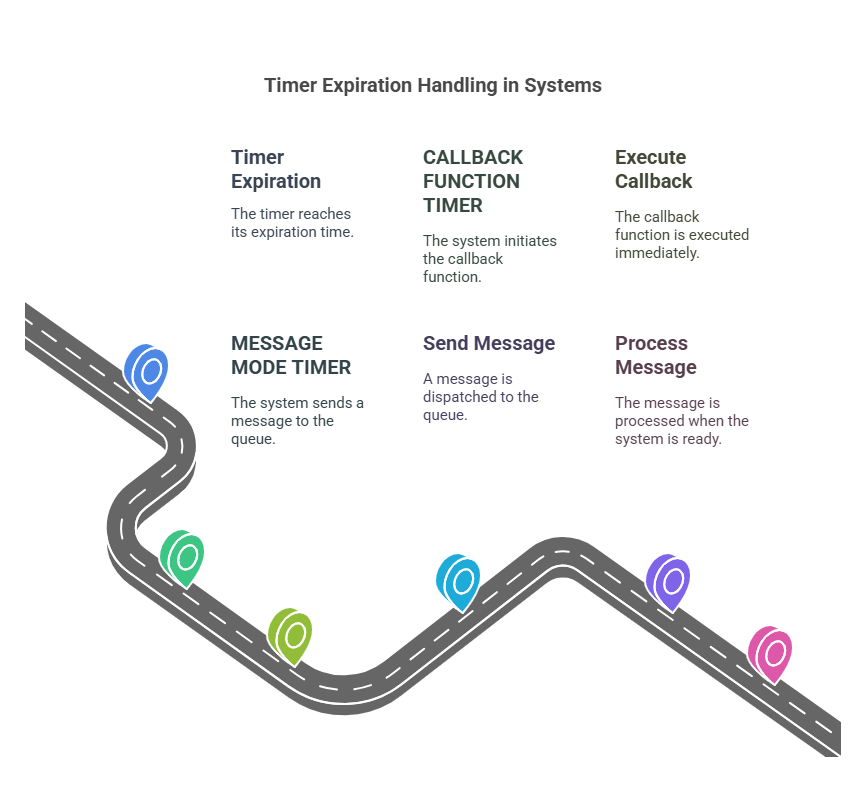 Timer Expiration Handling in Systems
Timer
Expiration
The timer reaches
its expiration time.
CALLBACK
FUNCTION
TIMER
The system initiates
the callback
function.
Execute
Callback
The callback
function is executed
immediately.
MESSAGE
MODE TIMER
The system sends a
message to the
queue.
Send Message
A message is
dispatched to the
queue.
Process
Message
The message is
processed when the
system is ready.